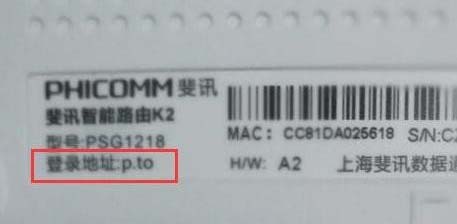 PHICOMM 斐讯
斐讯智能路由K2
型号:PSG1218
登录地址:p.to
MAC: CC81DA025618 S/N:C
H/W: A2 上海斐讯数据通